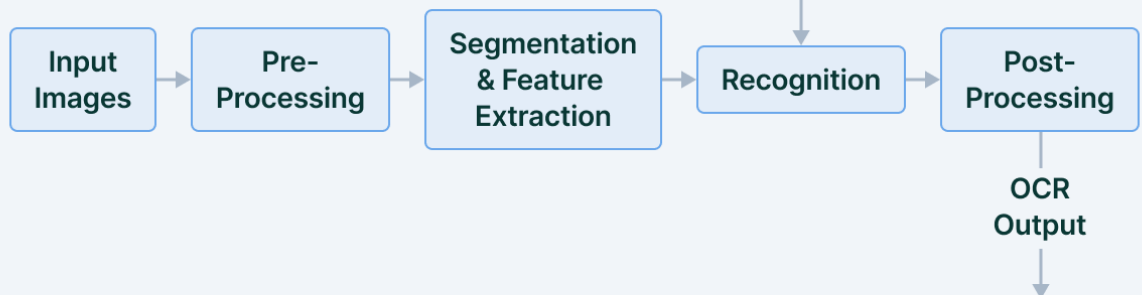 Input
Images
Pre-
Processing
Segmentation
& Feature
Extraction
Recognition
Post-
Processing
OCR
Output